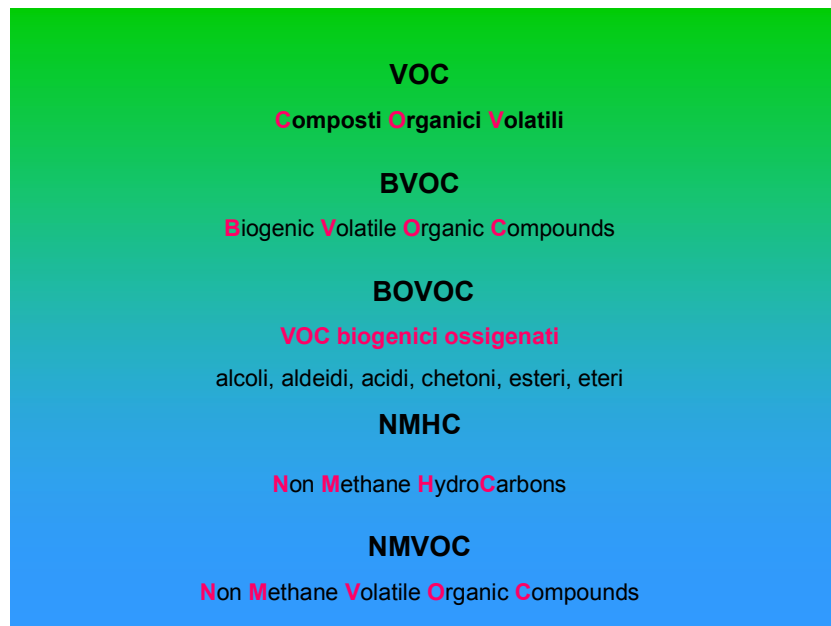 VOC
Composti Organici Volatili
BVOC
Biogenic Volatile Organic Compounds
BOVOC
VOC biogenici ossigenati
alcoli, aldeidi, acidi, chetoni, esteri, eteri
NMHC
Non Methane HydroCarbons
NMVOC
Non Methane Volatile Organic Compounds